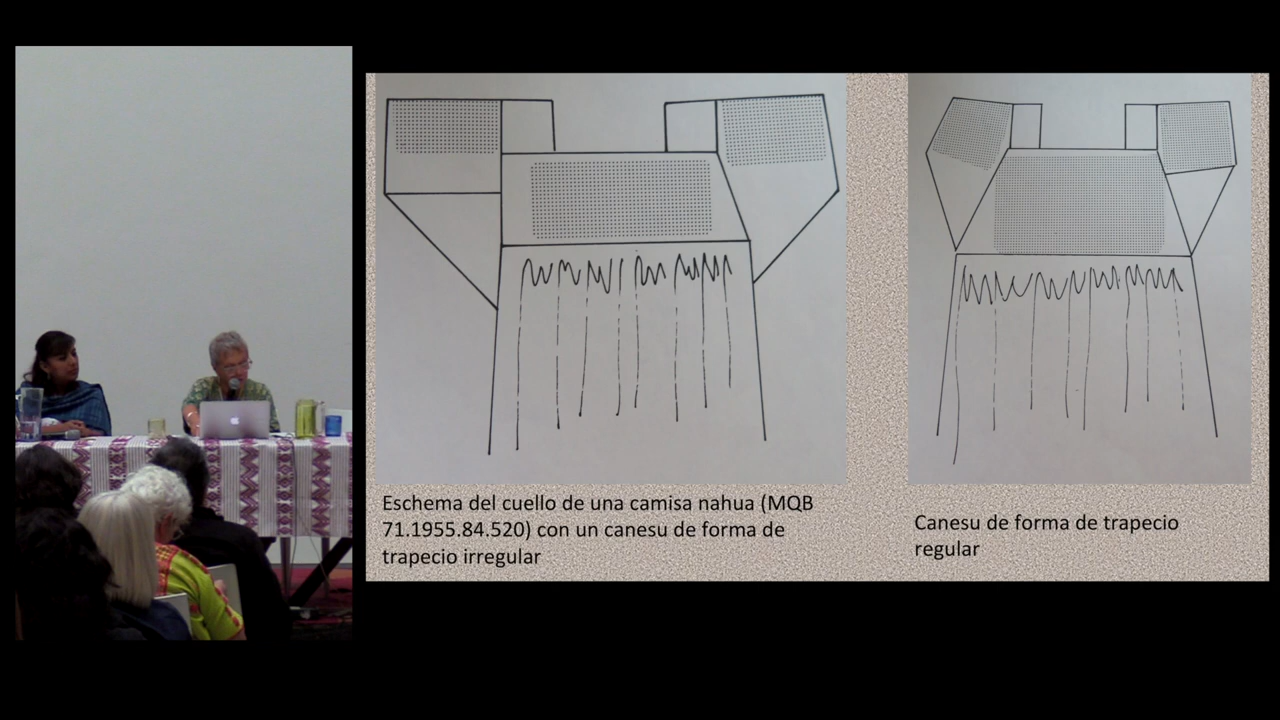 Eschema del cuello de una camisa nahua (MQB
71.1955.84.520) con un canesu de forma de
trapecio irregular
Canesu de forma de trapecio
regular